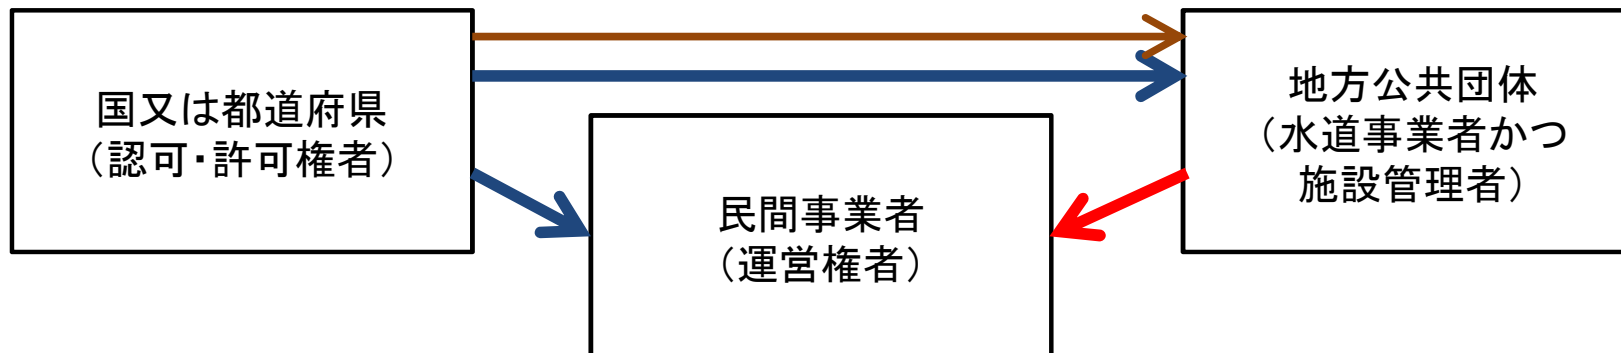 国又は都道府県
（認可・許可権者）
民間事業者
（運営権者）
地方公共団体
（水道事業者かつ
施設管理者）